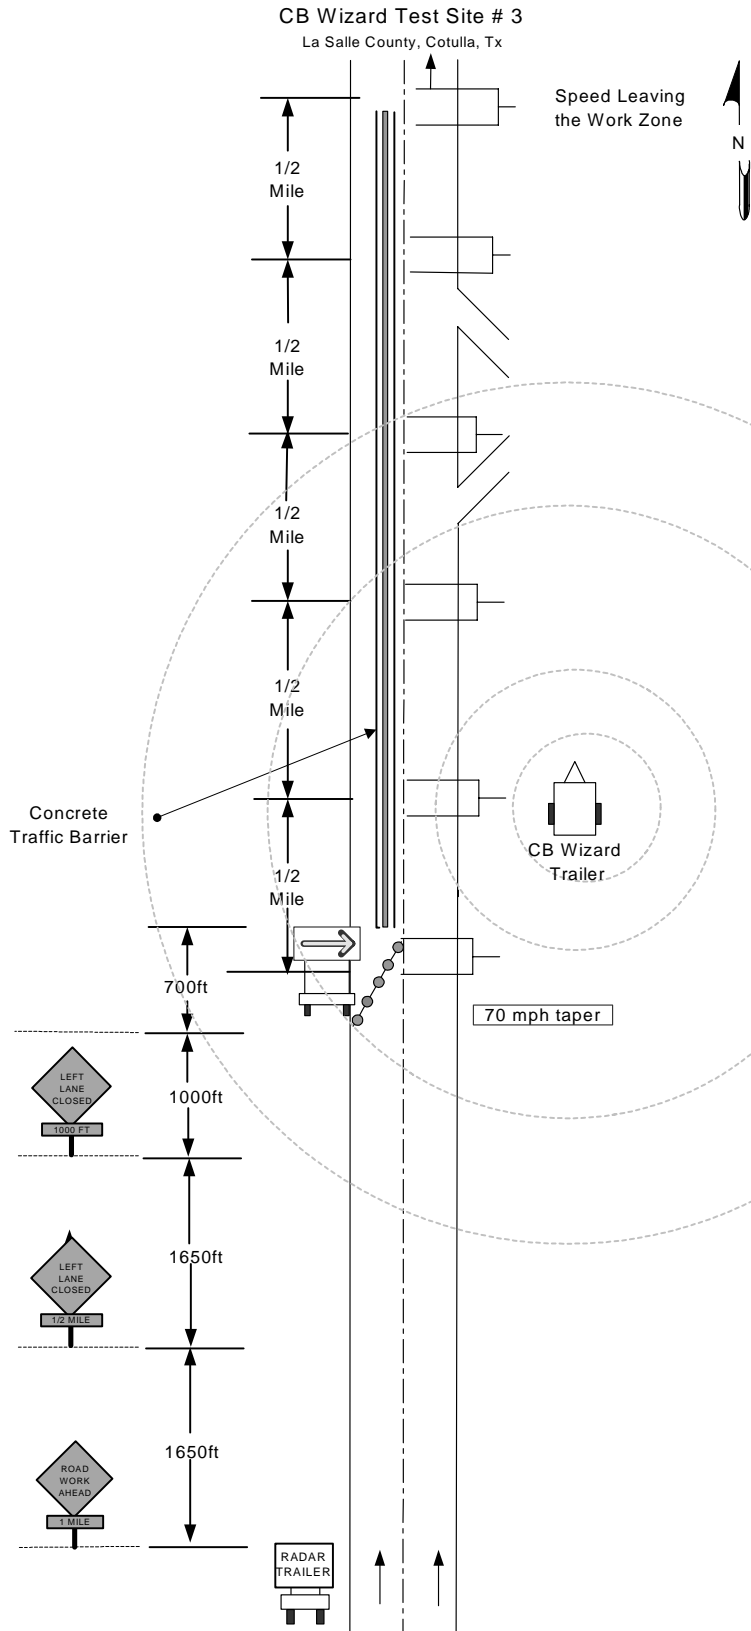 CB Wizard Test Site # 3
La Salle County, Cotulla, Tx
Speed Leaving
the Work Zone
N
1/2
Mile
1/2
Mile
1/2
Mile
1/2
Mile
Concrete
Traffic Barrier
CB Wizard
Trailer
1/2
Mile
700ft
70 mph taper
LEFT
LANE
CLOSED
1000 FT
1000ft
LEFT
LANE
CLOSED
1/2 MILE
1650ft
ROAD
WORK
AHEAD
1 MILE
1650ft
RADAR
TRAILER